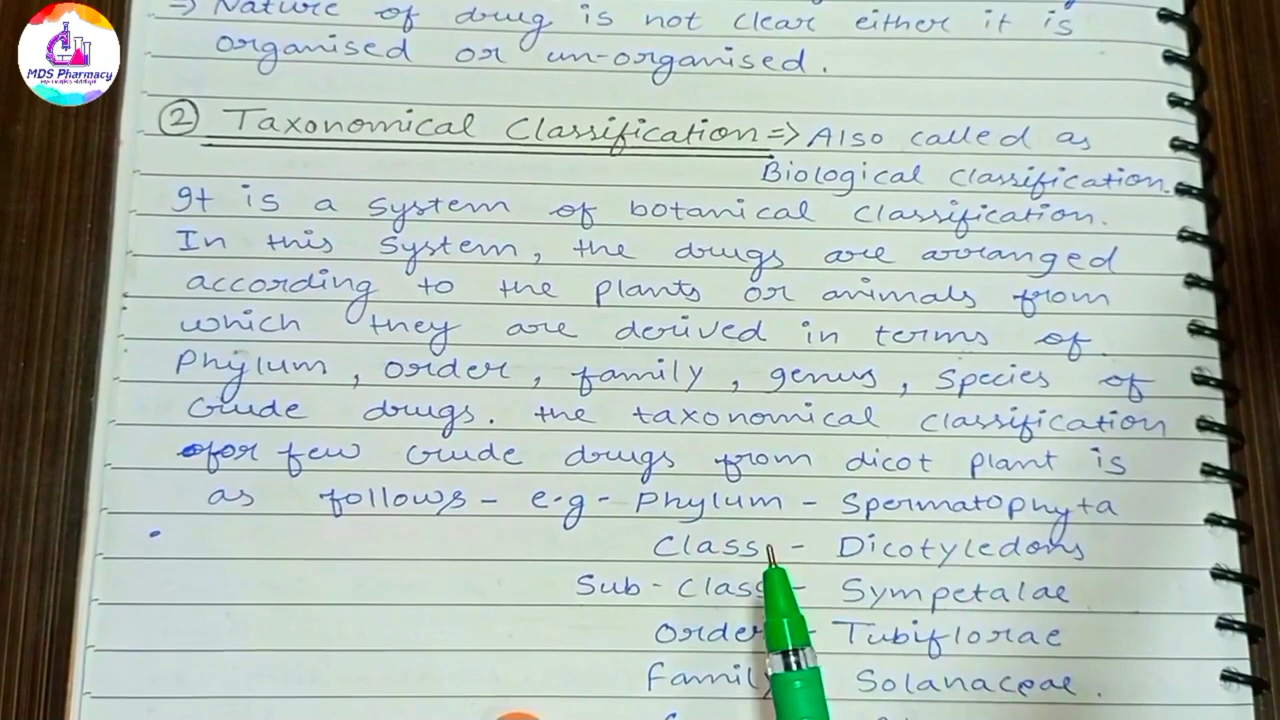 MDS Pharmacy
⇒ Nature of drug is not clear either it is
organised or un-organised.
② Taxonomical Classification ⇒ Also called as
Biological Classification.
It is a system of botanical classification.
In this system, the drugs are arranged
according to the plants or animals from
which they are derived in terms of
Phylum, order, family, genus, species of
crude drugs. the taxonomical classification
for few crude drugs from dicot plant is
as follows - e.g - Phylum - Spermatophyta
Class - Dicotyledons
Sub-Class - Sympetalae
Order - Tubiflorae
Family Solanaceae.